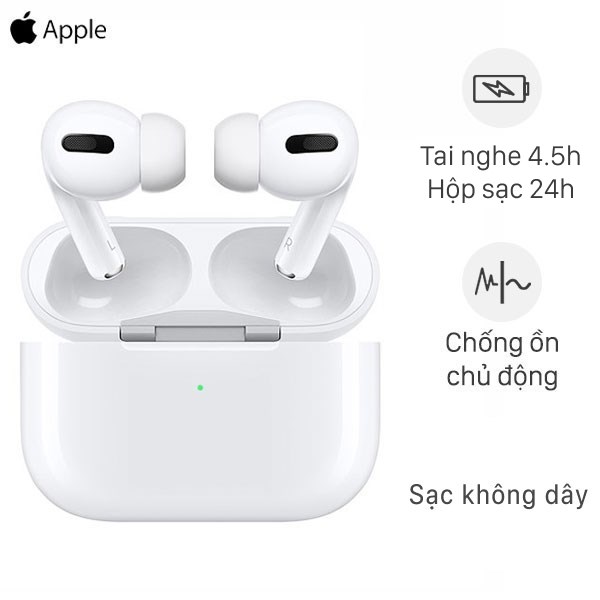 Apple
Tai nghe 4.5h
Hộp sạc 24h
L
R
Chống ồn
chủ động
Sạc không dây